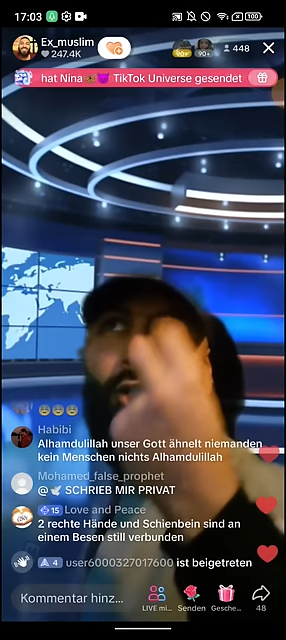 17:03
100
Ex_muslim
247.4K
90+
90+
448
hat Nina TikTok Universe gesendet
Habibi
Alhamdulillah unser Gott ähnelt niemanden
kein Menschen nichts Alhamdulillah
Mohamed_false_prophet
@🕊 SCHRIEB MIR PRIVAT
15 Love and Peace
2 rechte Hände und Schienbein sind an
einem Besen still verbunden
4 user6000327017600 ist beigetreten
Kommentar hinz...
LIVE mi...
Senden
Gesche...
48